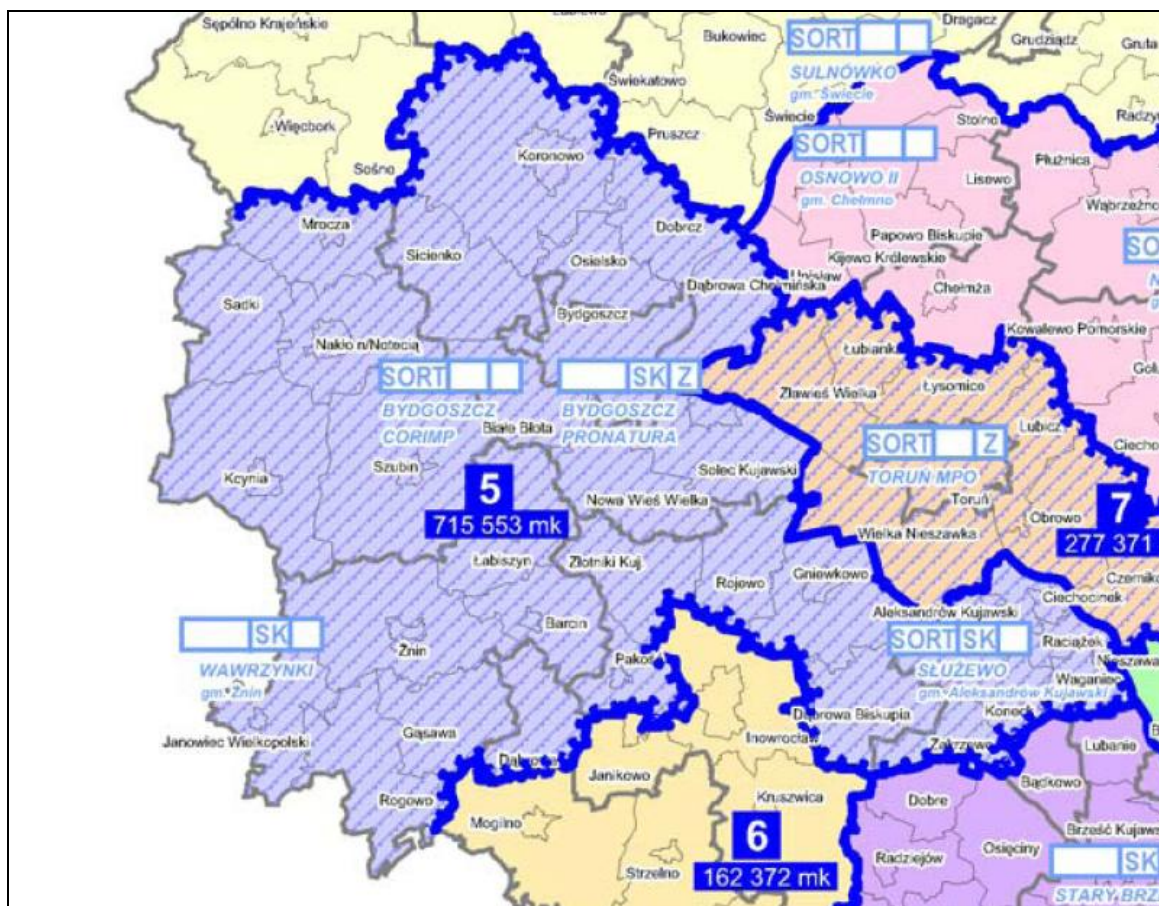 Sępólno Krajeńskie
Bukowiec
Dragacz
Grudziądz
Gruta
SORT
SULNÓWKO
gm. Świecie
Świekatowo
Więcbork
Świecie
Stolno
Radzyń
Pruszcz
SORT
Płużnica
Koronowo
Sośno
OSNOWO II
gm. Chełmno
Lisewo
Wąbrzeźno
Mrocza
Dobrcz
Papowo Biskupie
Sicienko
Osielsko
Kijewo Królewskie
Unisław
Dąbrowa Chełmińska
Chełmża
Sadki
Bydgoszcz
Kowalewo Pomorskie
Nakło n/Notecią
Łubianka
SORT
SK Z
Zławieś Wielka
Łysomice
BYDGOSZCZ
CORIMP
BYDGOSZCZ
PRONATURA
Białe Błota
Lubicz
SORT Z
Ciechocin
Kcynia
Szubin
Solec Kujawski
TORUŃ MPO
5
715 553 mk
Nowa Wieś Wielka
Toruń
Obrowo
7
277 371
Wielka Nieszawka
Łabiszyn
Złotniki Kuj.
Rojewo
Gniewkowo
Ciechocinek
Aleksandrów Kujawski
SK
Barcin
SORT SK
Raciążek
WAWRZYNKI
gm. Żnin
Żnin
Pakość
SŁUŻEWO
gm. Aleksandrów Kujawski
Nieszawa
Waganiec
Koneck
Dąbrowa Biskupia
Janowiec Wielkopolski
Gąsawa
Inowrocław
Zakrzewo
Lubanie
Dąbrowa
Janikowo
Bądkowo
Rogowo
Kruszwica
Dobre
Mogilno
6
162 372 mk
Radziejów
Osięciny
Brześć Kujaws
Strzelno
SK
STARY BRZE